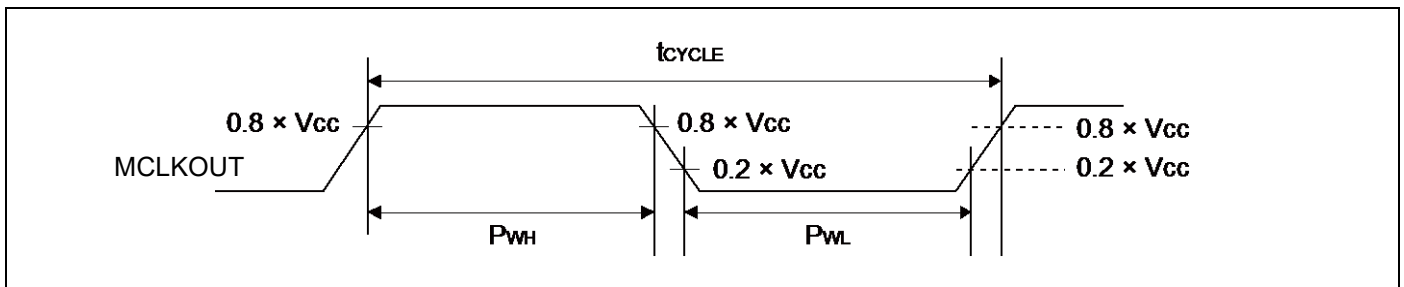 tCYCLE
0.8 × Vcc
0.8 × Vcc
0.8 × Vcc
MCLKOUT
0.2 × Vcc
0.2 × Vcc
PWH
PWL